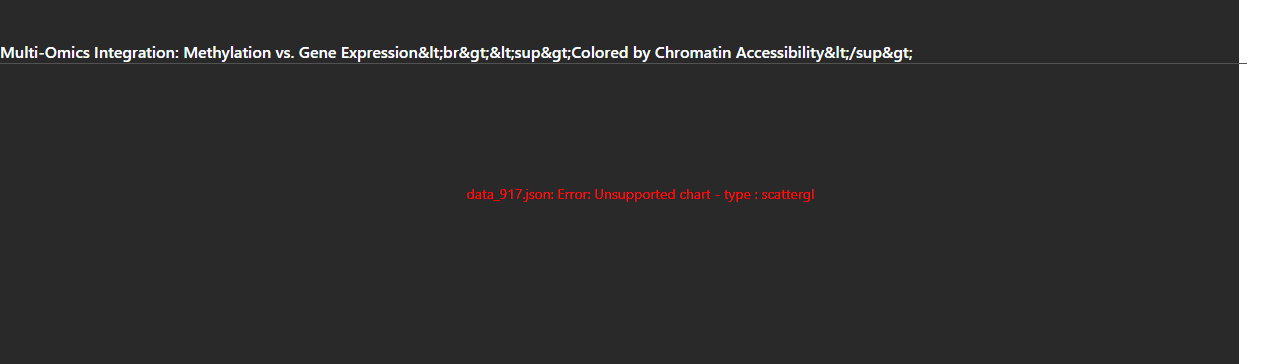 Multi-Omics Integration: Methylation vs. Gene Expression&lt;br&gt;&lt;sup&gt;Colored by Chromatin Accessibility&lt;/sup&gt;
data_917.json: Error: Unsupported chart - type : scattergl